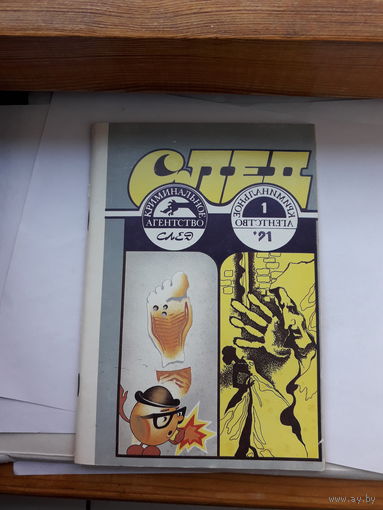 СЛЕД
КРИМИНАЛЬНОЕ
АГЕНТСТВО
СЛЕД
КРИМИНАЛЬНОЕ
1
АГЕНТСТВО
'91
www.ay.by